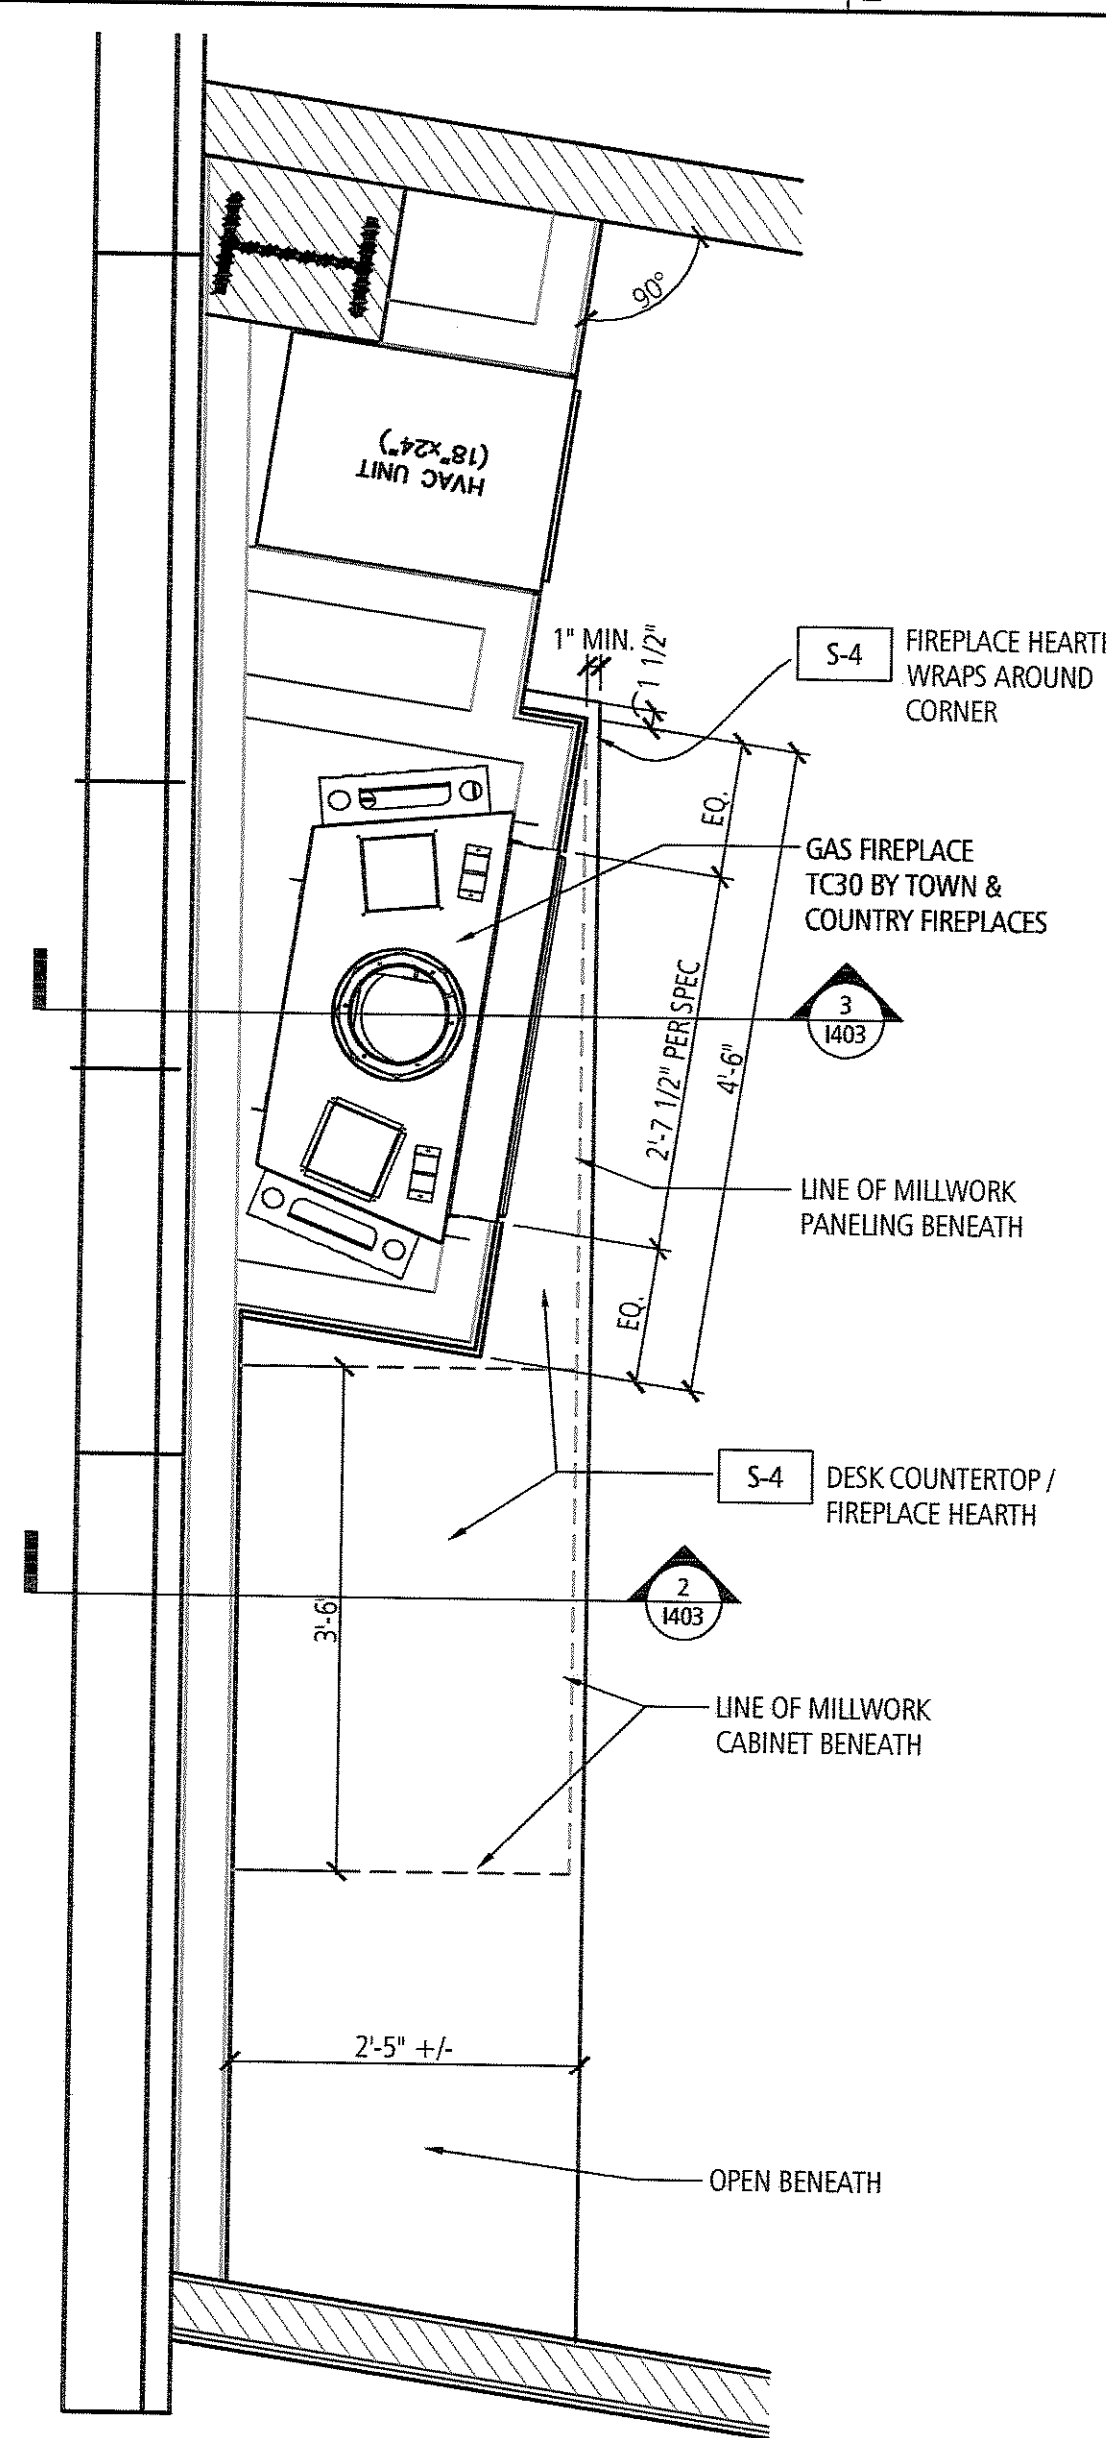 90°
HVAC UNIT
(18"x24")
1" MIN.
1 1/2"
S-4
FIREPLACE HEARTH
WRAPS AROUND
CORNER
EQ.
GAS FIREPLACE
TC30 BY TOWN &
COUNTRY FIREPLACES
3
I403
2'-7 1/2" PER SPEC
4'-6"
LINE OF MILLWORK
PANELING BENEATH
EQ.
S-4
DESK COUNTERTOP /
FIREPLACE HEARTH
2
I403
3'-6"
LINE OF MILLWORK
CABINET BENEATH
2'-5" +/-
OPEN BENEATH